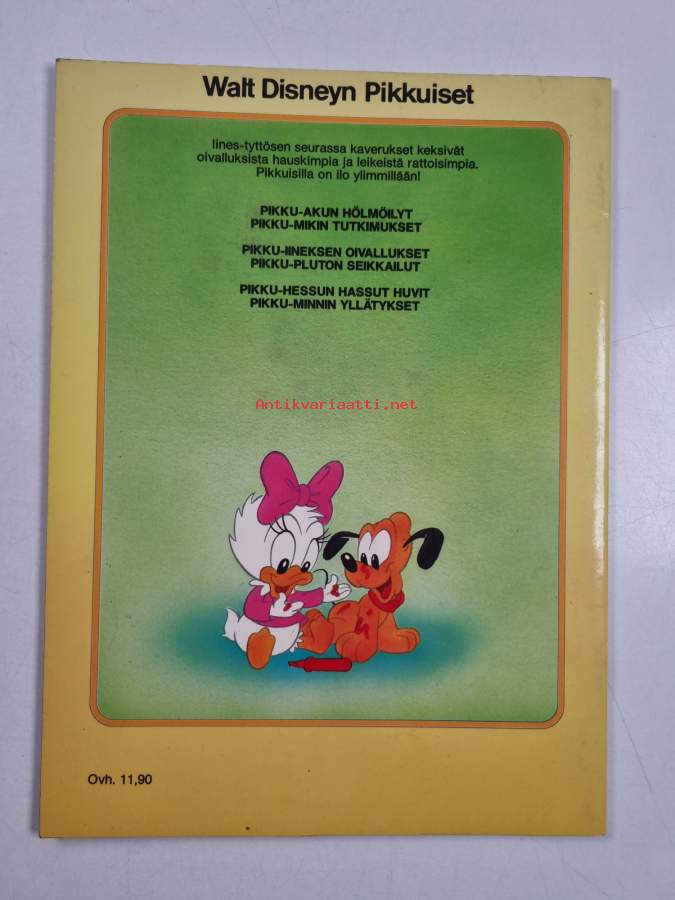 Walt Disneyn Pikkuiset
Iines-tyttösen seurassa kaverukset keksivät
oivalluksista hauskimpia ja leikeistä rattoisimpia.
Pikkuisilla on ilo ylimmillään!
PIKKU-AKUN HÖLMÖILYT
PIKKU-MIKIN TUTKIMUKSET
PIKKU-IINEKSEN OIVALLUKSET
PIKKU-PLUTON SEIKKAILUT
PIKKU-HESSUN HASSUT HUVIT
PIKKU-MINNIN YLLÄTYKSET
Antikvariaatti.net
Ovh. 11,90